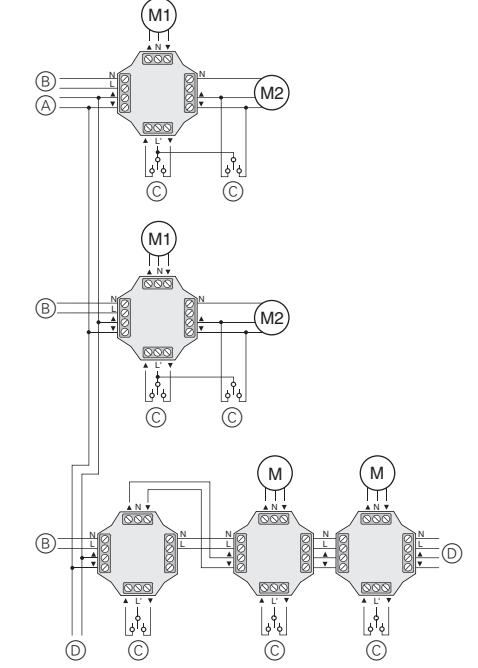 M1
▲ N ▼
B N N
L
A ▲ ▲ M2
▼ ▼
▲ L' ▼
C C
M1
▲ N ▼
B N N
L
▲ ▲ M2
▼ ▼
▲ L' ▼
C C
M M
▲ N ▼ ▲ N ▼ ▲ N ▼
B N N N N N N
L L L L L L
▲ ▲ ▲ ▲ ▲ D
▼ ▼ ▼ ▼ ▼
▲ L' ▼ ▲ L' ▼ ▲ L' ▼
D C C C